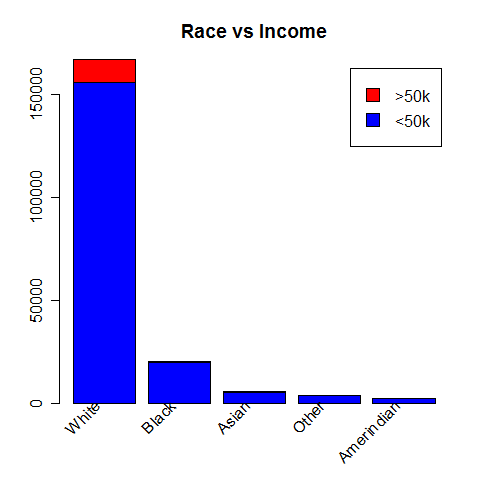 Race vs Income
>50k
<50k
150000
100000
50000
0
White
Black
Asian
Other
Amerindian